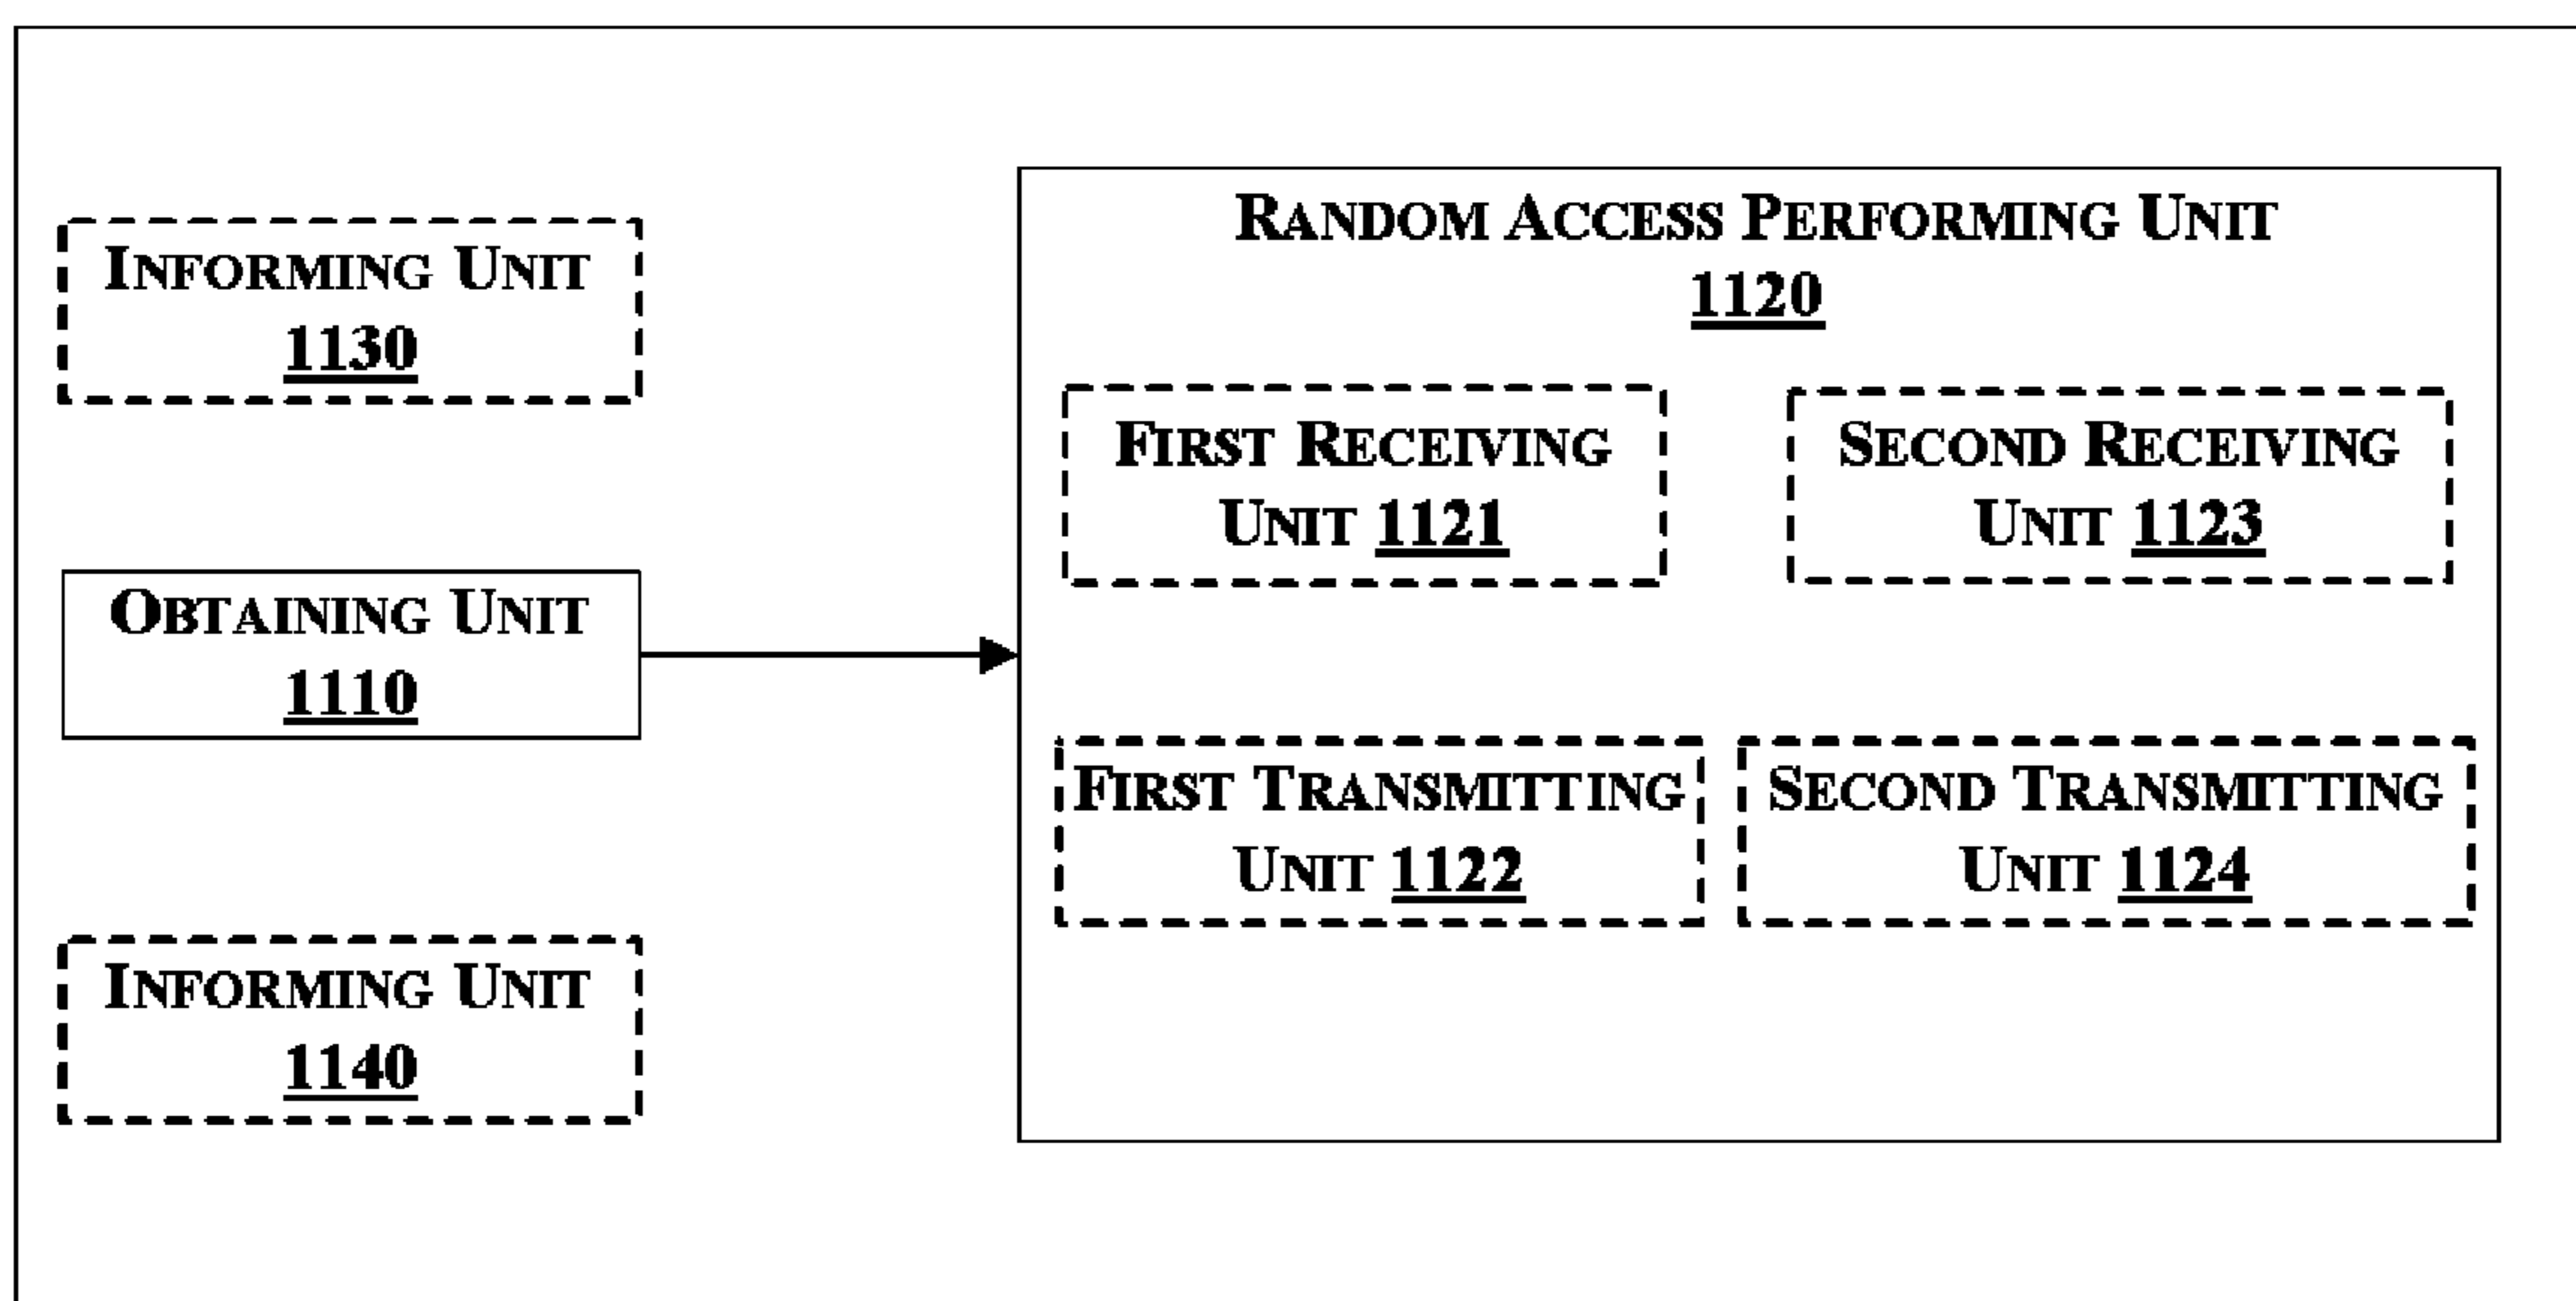 INFORMING UNIT
1130
OBTAINING UNIT
1110
INFORMING UNIT
1140
RANDOM ACCESS PERFORMING UNIT
1120
FIRST RECEIVING
UNIT 1121
SECOND RECEIVING
UNIT 1123
FIRST TRANSMITTING
UNIT 1122
SECOND TRANSMITTING
UNIT 1124